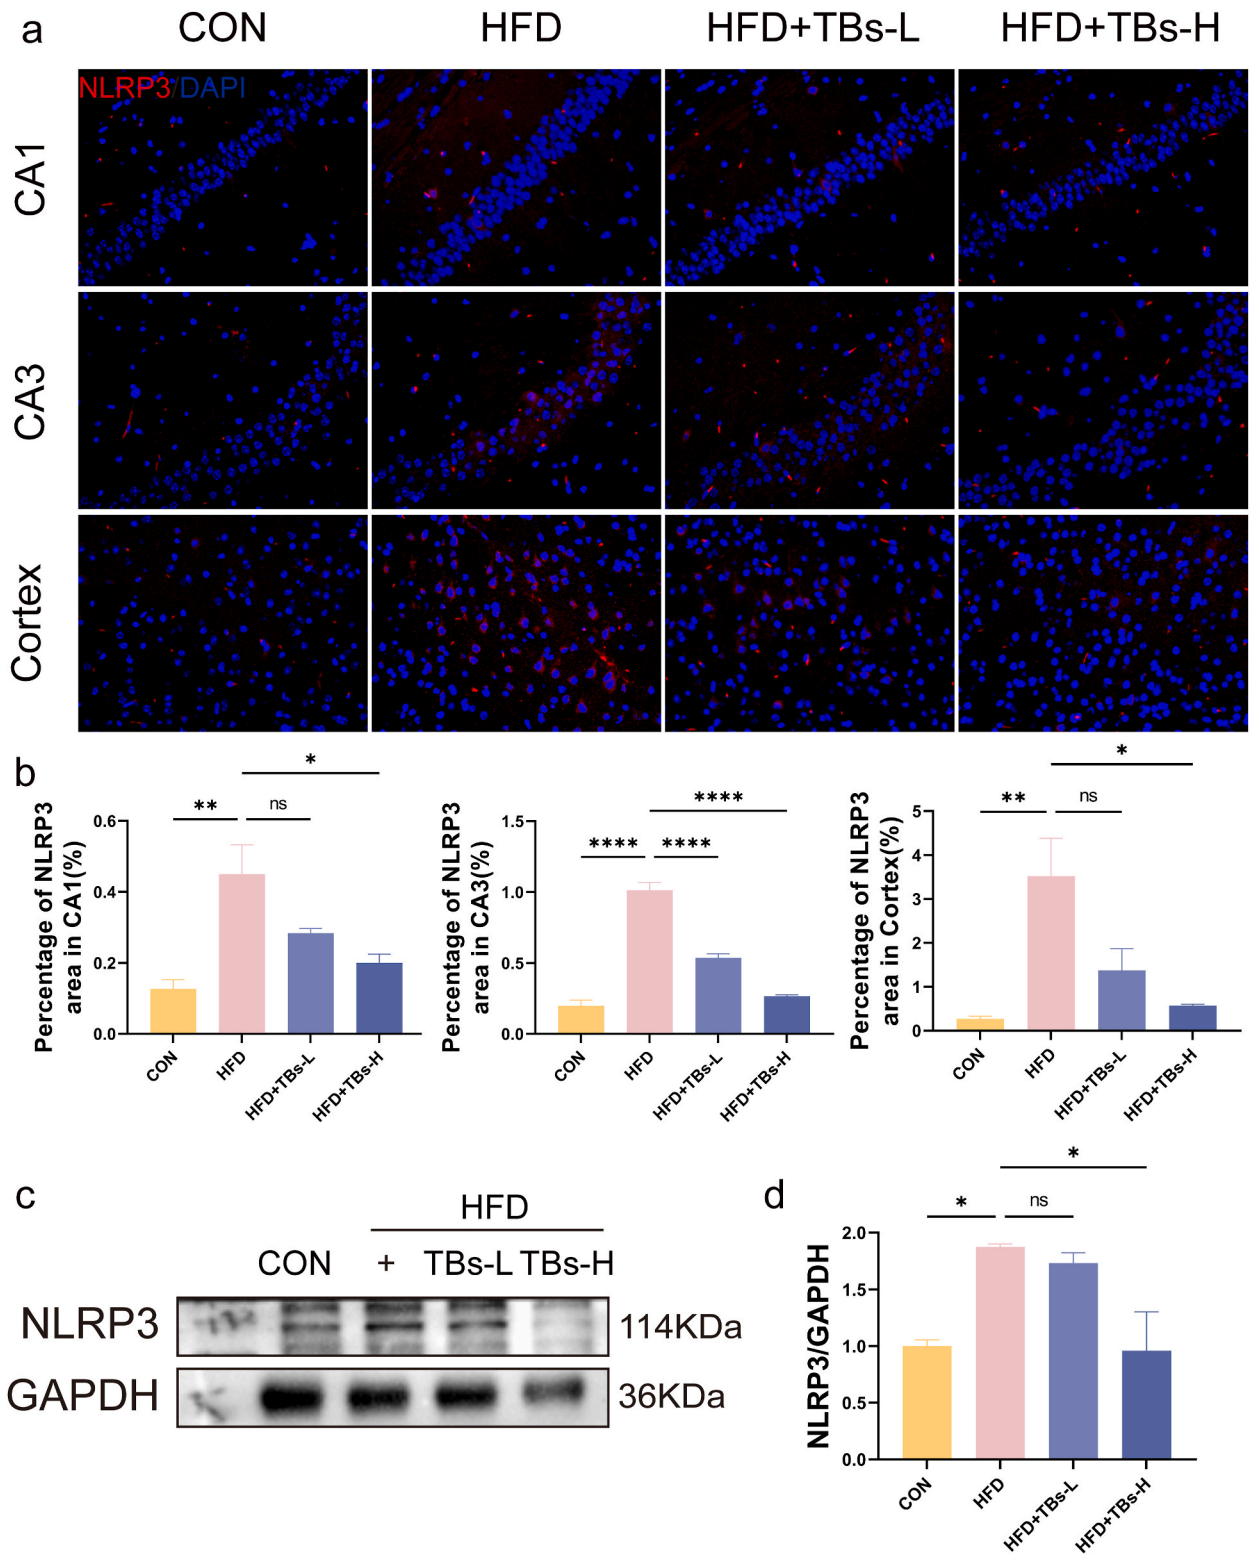 a
CON HFD HFD+TBs-L HFD+TBs-H
NLRP3/DAPI
CA1
CA3
Cortex
b
Percentage of NLRP3
area in CA1(%)
0.6
0.4
0.2
0.0
** ns *
CON HFD HFD+TBs-L HFD+TBs-H
Percentage of NLRP3
area in CA3(%)
1.5
1.0
0.5
0.0
**** **** ****
CON HFD HFD+TBs-L HFD+TBs-H
Percentage of NLRP3
area in Cortex(%)
5
4
3
2
1
0
** ns *
CON HFD HFD+TBs-L HFD+TBs-H
c
HFD
CON + TBs-L TBs-H
NLRP3 114KDa
GAPDH 36KDa
d
NLRP3/GAPDH
2.0
1.5
1.0
0.5
0.0
* ns *
CON HFD HFD+TBs-L HFD+TBs-H